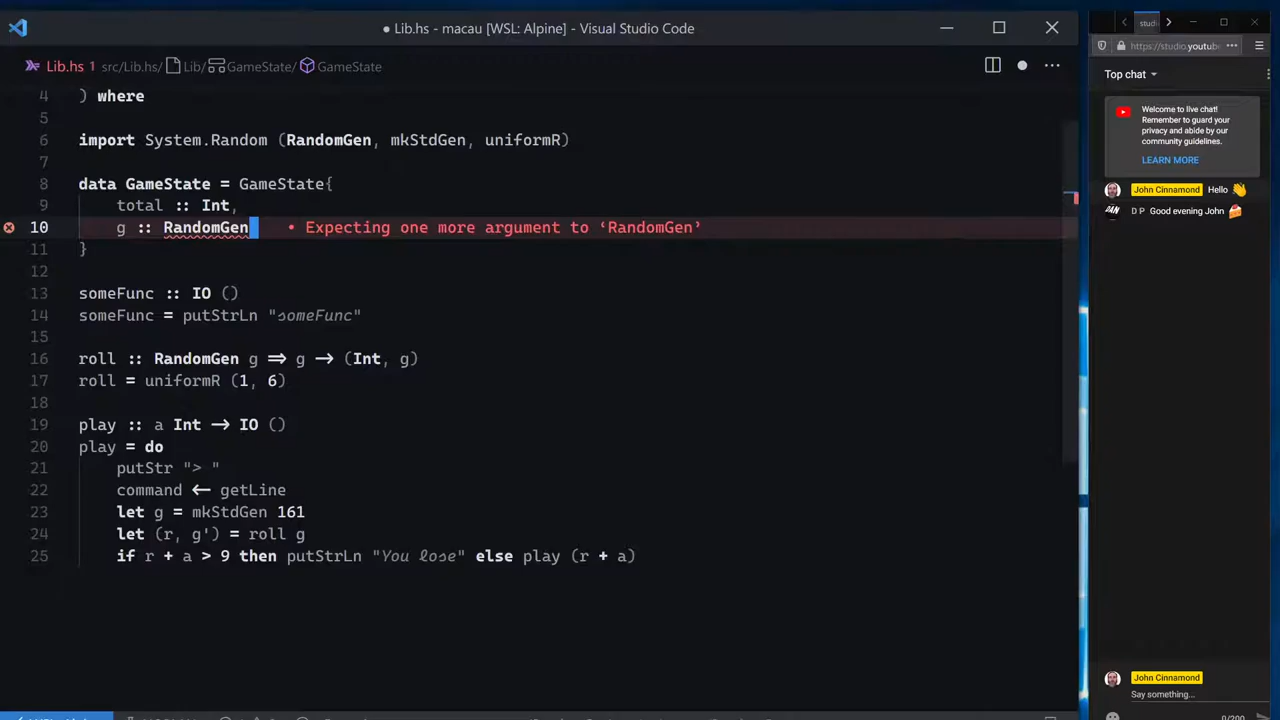 ● Lib.hs - macau [WSL: Alpine] - Visual Studio Code
Lib.hs 1 src/Lib.hs/ Lib/ GameState/ GameState
4 ) where
5
6 import System.Random (RandomGen, mkStdGen, uniformR)
7
8 data GameState = GameState{
9 total :: Int,
10 g :: RandomGen • Expecting one more argument to ‘RandomGen’
11 }
12
13 someFunc :: IO ()
14 someFunc = putStrLn "someFunc"
15
16 roll :: RandomGen g ⇒ g → (Int, g)
17 roll = uniformR (1, 6)
18
19 play :: a Int → IO ()
20 play = do
21 putStr "> "
22 command ← getLine
23 let g = mkStdGen 161
24 let (r, g') = roll g
25 if r + a > 9 then putStrLn "You lose" else play (r + a)
studi
https://studio.youtube
Top chat
Welcome to live chat!
Remember to guard your
privacy and abide by our
community guidelines.
LEARN MORE
John Cinnamond Hello 👋
D P Good evening John 🍰
John Cinnamond
Say something...
0/200